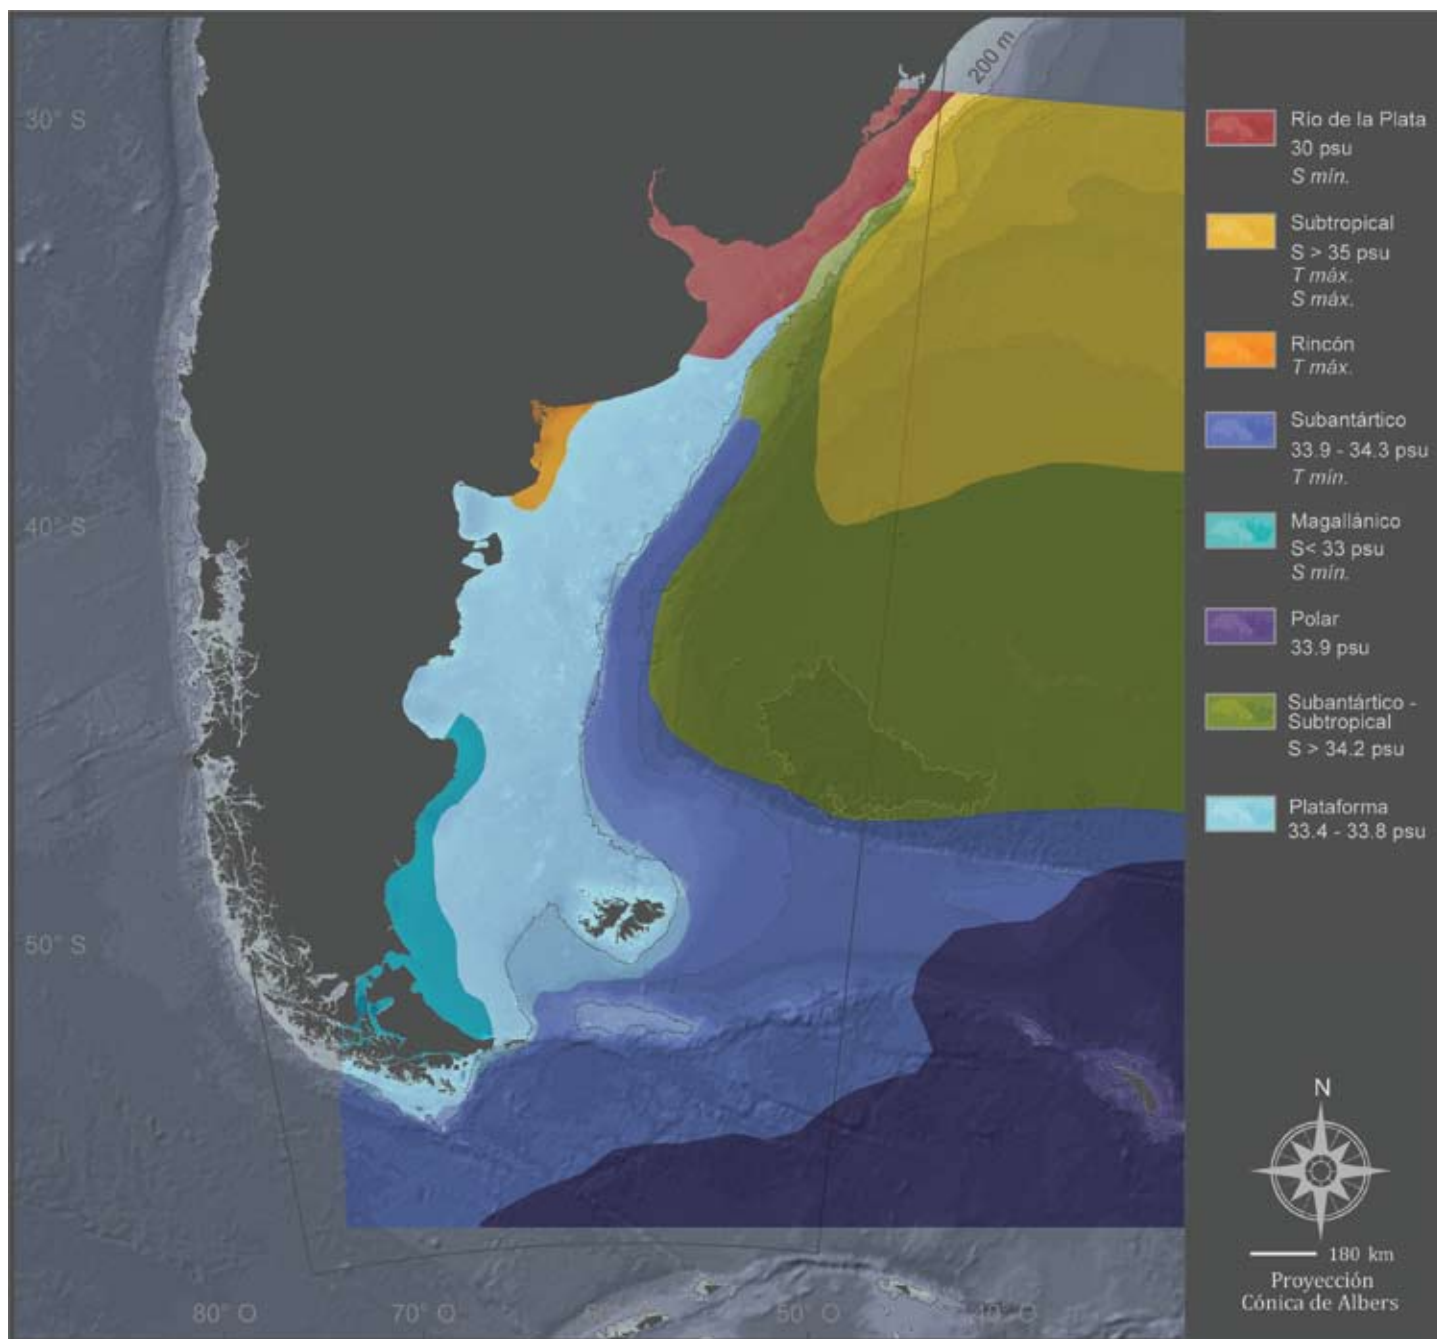 200 m
30° S
40° S
50° S
80° O
70° O
60° O
50° O
40° O
Río de la Plata
30 psu
S mín.
Subtropical
S > 35 psu
T máx.
S máx.
Rincón
T máx.
Subantártico
33.9 - 34.3 psu
T mín.
Magallánico
S< 33 psu
S mín.
Polar
33.9 psu
Subantártico -
Subtropical
S > 34.2 psu
Plataforma
33.4 - 33.8 psu
N
180 km
Proyección
Cónica de Albers